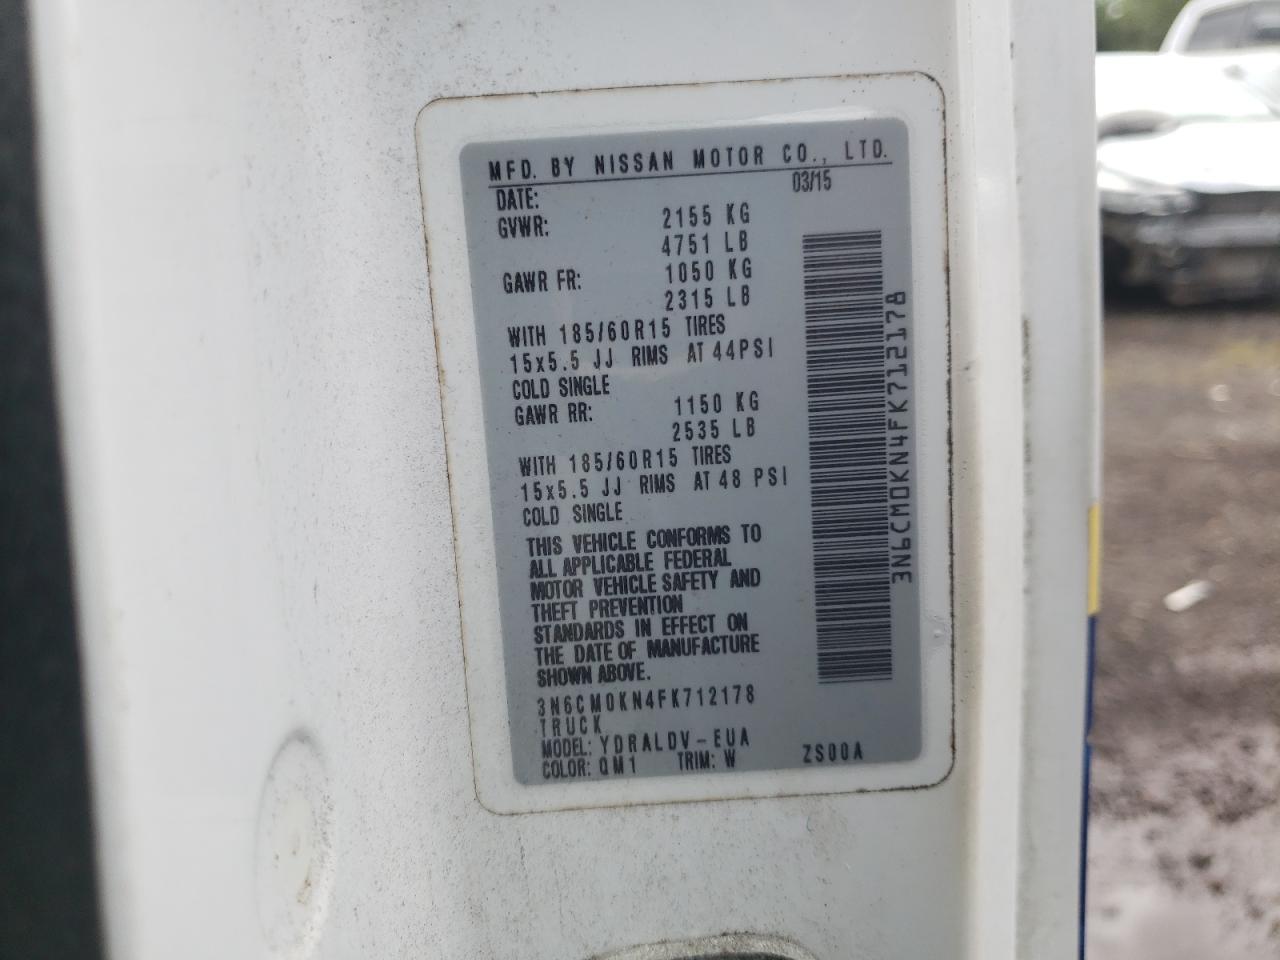 MFD. BY NISSAN MOTOR CO., LTD.
DATE: 03/15
GVWR: 2155 KG
4751 LB
GAWR FR: 1050 KG
2315 LB
WITH 185/60R15 TIRES
15x5.5 JJ RIMS AT 44PSI
COLD SINGLE
GAWR RR: 1150 KG
2535 LB
WITH 185/60R15 TIRES
15x5.5 JJ RIMS AT 48 PSI
COLD SINGLE
THIS VEHICLE CONFORMS TO
ALL APPLICABLE FEDERAL
MOTOR VEHICLE SAFETY AND
THEFT PREVENTION
STANDARDS IN EFFECT ON
THE DATE OF MANUFACTURE
SHOWN ABOVE.
3N6CM0KN4FK712178
TRUCK
MODEL: YDRALDV-EUA
COLOR: QM1 TRIM: W ZS00A
3N6CM0KN4FK712178